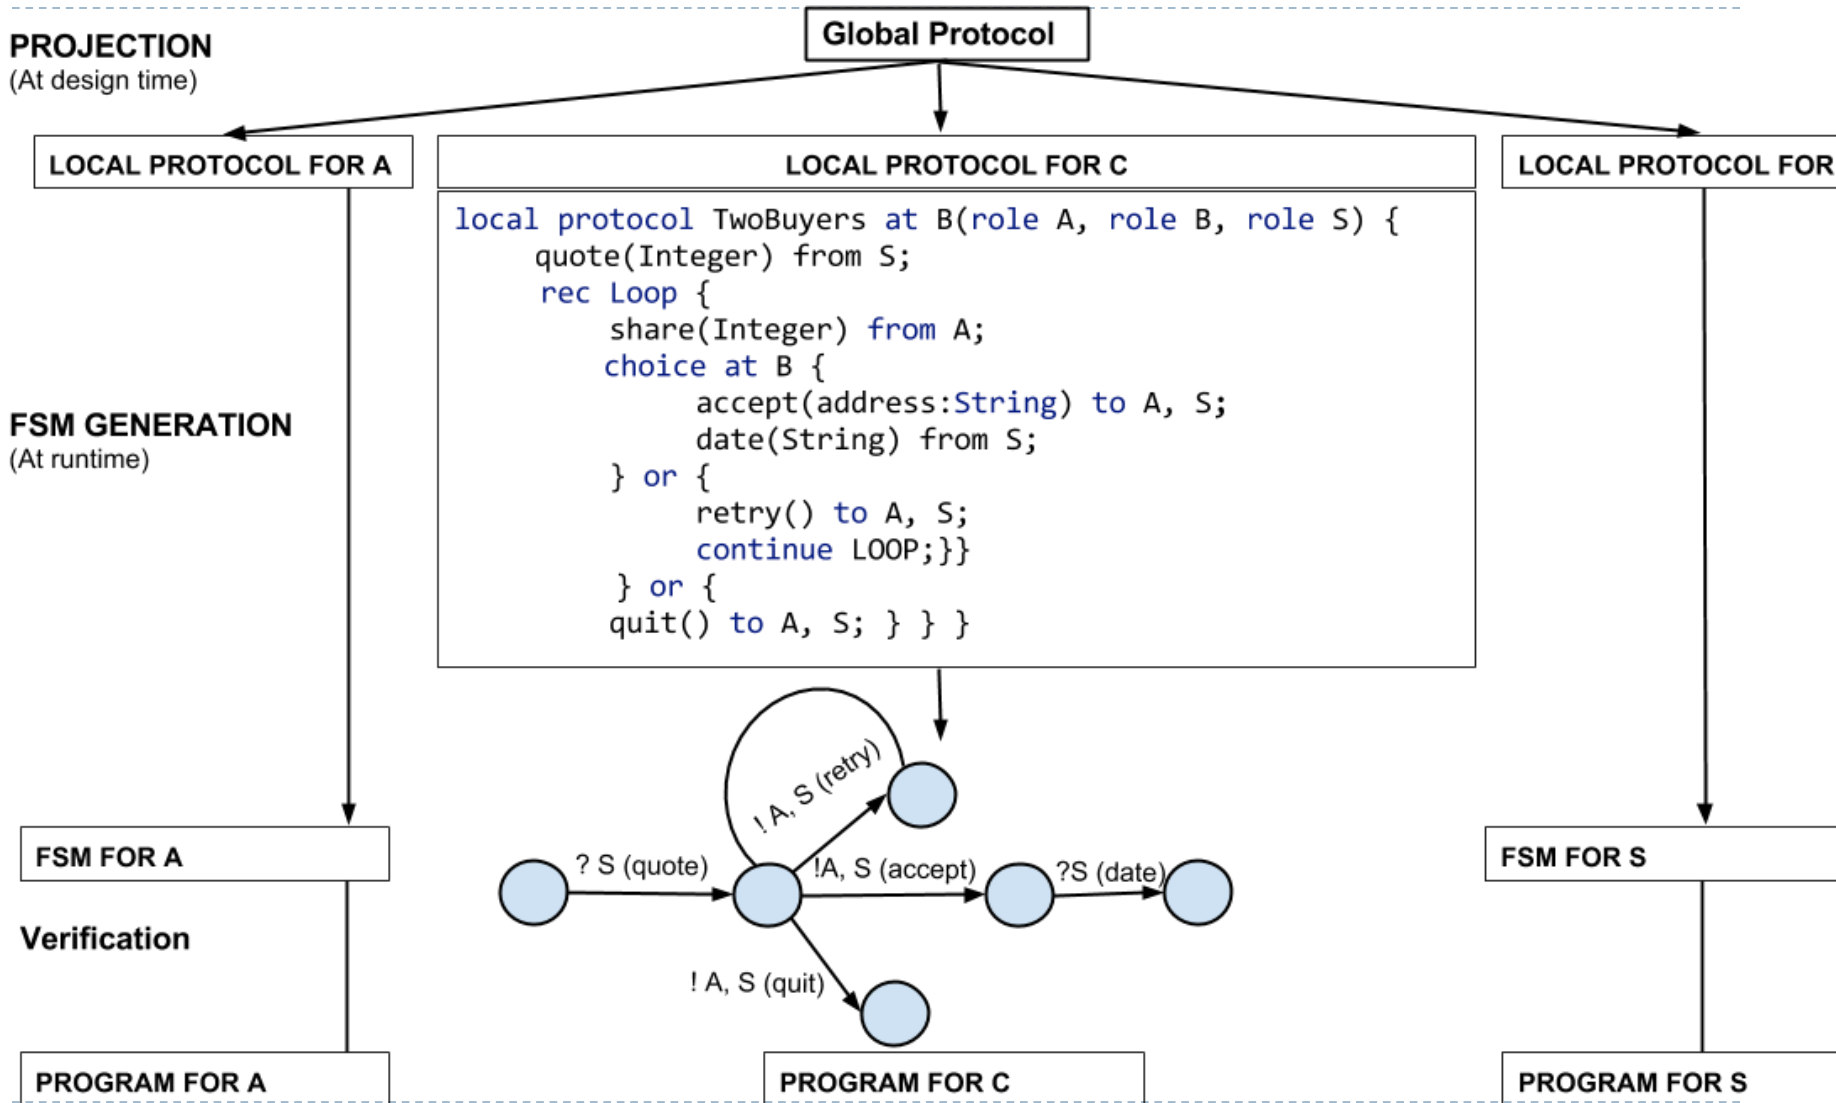 Global Protocol
PROJECTION
(At design time)
LOCAL PROTOCOL FOR A
LOCAL PROTOCOL FOR C
LOCAL PROTOCOL FOR
local protocol TwoBuyers at B(role A, role B, role S) {
quote(Integer) from S;
rec Loop {
share(Integer) from A;
choice at B {
accept(address:String) to A, S;
date(String) from S;
} or {
retry() to A, S;
continue LOOP;}}
} or {
quit() to A, S; } } }
FSM GENERATION
(At runtime)
! A, S (retry)
FSM FOR A
? S (quote)
!A, S (accept)
?S (date)
FSM FOR S
Verification
! A, S (quit)
PROGRAM FOR A
PROGRAM FOR C
PROGRAM FOR S